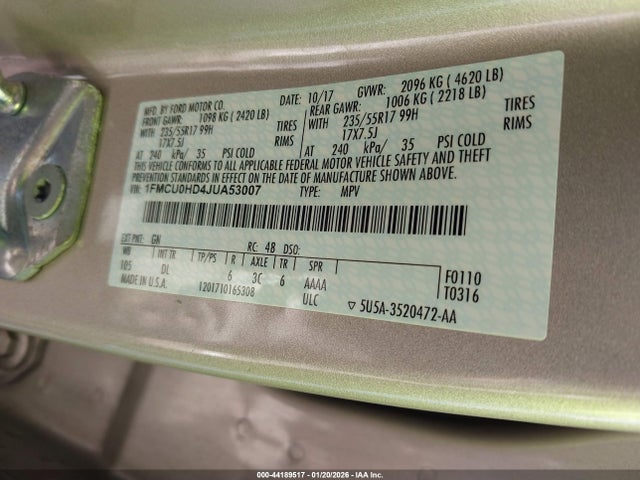 MFD. BY FORD MOTOR CO. DATE: 10/17 GVWR: 2096 KG ( 4620 LB)
FRONT GAWR: 1098 KG ( 2420 LB) REAR GAWR: 1006 KG ( 2218 LB)
WITH 235/55R17 99H TIRES WITH 235/55R17 99H TIRES
17X7.5J RIMS 17X7.5J RIMS
AT 240 kPa/ 35 PSI COLD AT 240 kPa/ 35 PSI COLD
THIS VEHICLE CONFORMS TO ALL APPLICABLE FEDERAL MOTOR VEHICLE SAFETY AND THEFT
PREVENTION STANDARDS IN EFFECT ON THE DATE OF MANUFACTURE SHOWN ABOVE.
VIN: 1FMCU0HD4JUA53007 TYPE: MPV
EXT PNT: GN RC: 48 DSO:
WB INT TR. TP/PS R AXLE TR SPR
105 DL 6 3C 6 AAAA F0110
MADE IN U.S.A. 1201710165308 ULC T0316
▽ 5U5A-3520472-AA
000-44189517 - 01/20/2026 - IAA Inc.